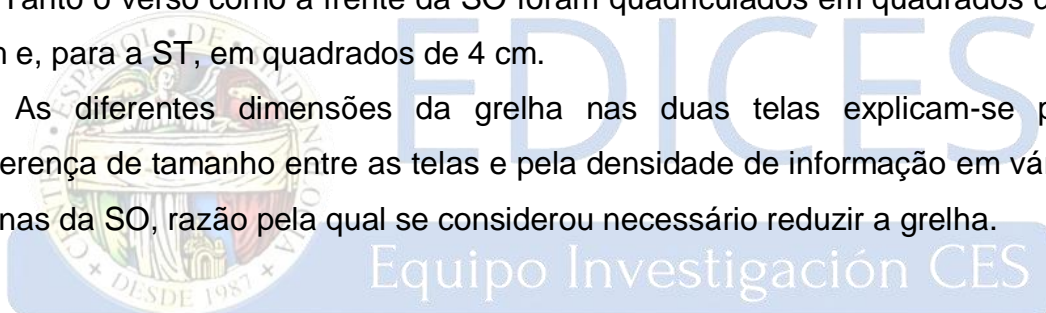 Tanto o verso como a frente da SO foram quadriculados em quadrados
e, para a ST, em quadrados de 4 cm.
As diferentes dimensões da grelha nas duas telas explicam-se p
erença de tamanho entre as telas e pela densidade de informação em vár
nas da SO, razão pela qual se considerou necessário reduzir a grelha.
EDICES
Equipo Investigación CES
DESDE 1987